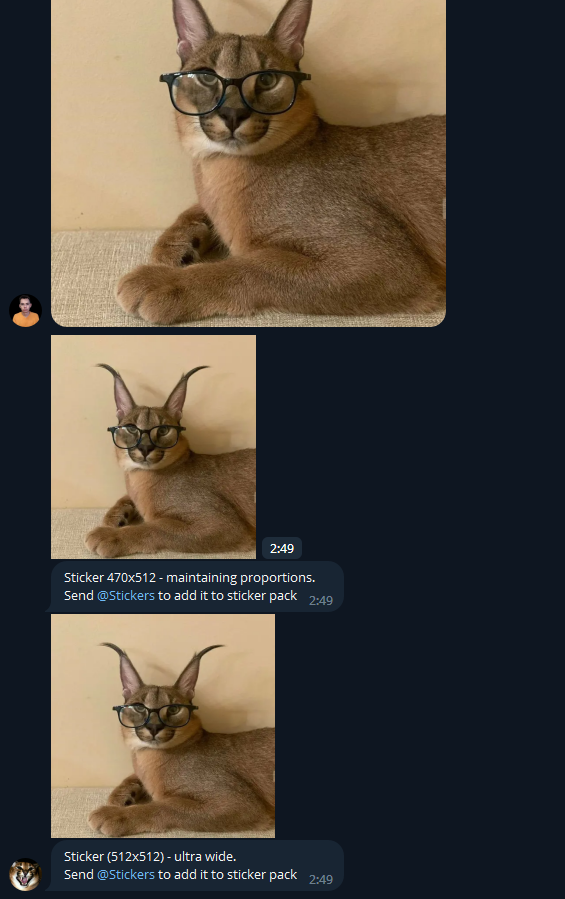 2:49
Sticker 470x512 - maintaining proportions.
Send @Stickers to add it to sticker pack 2:49
Sticker (512x512) - ultra wide.
Send @Stickers to add it to sticker pack 2:49